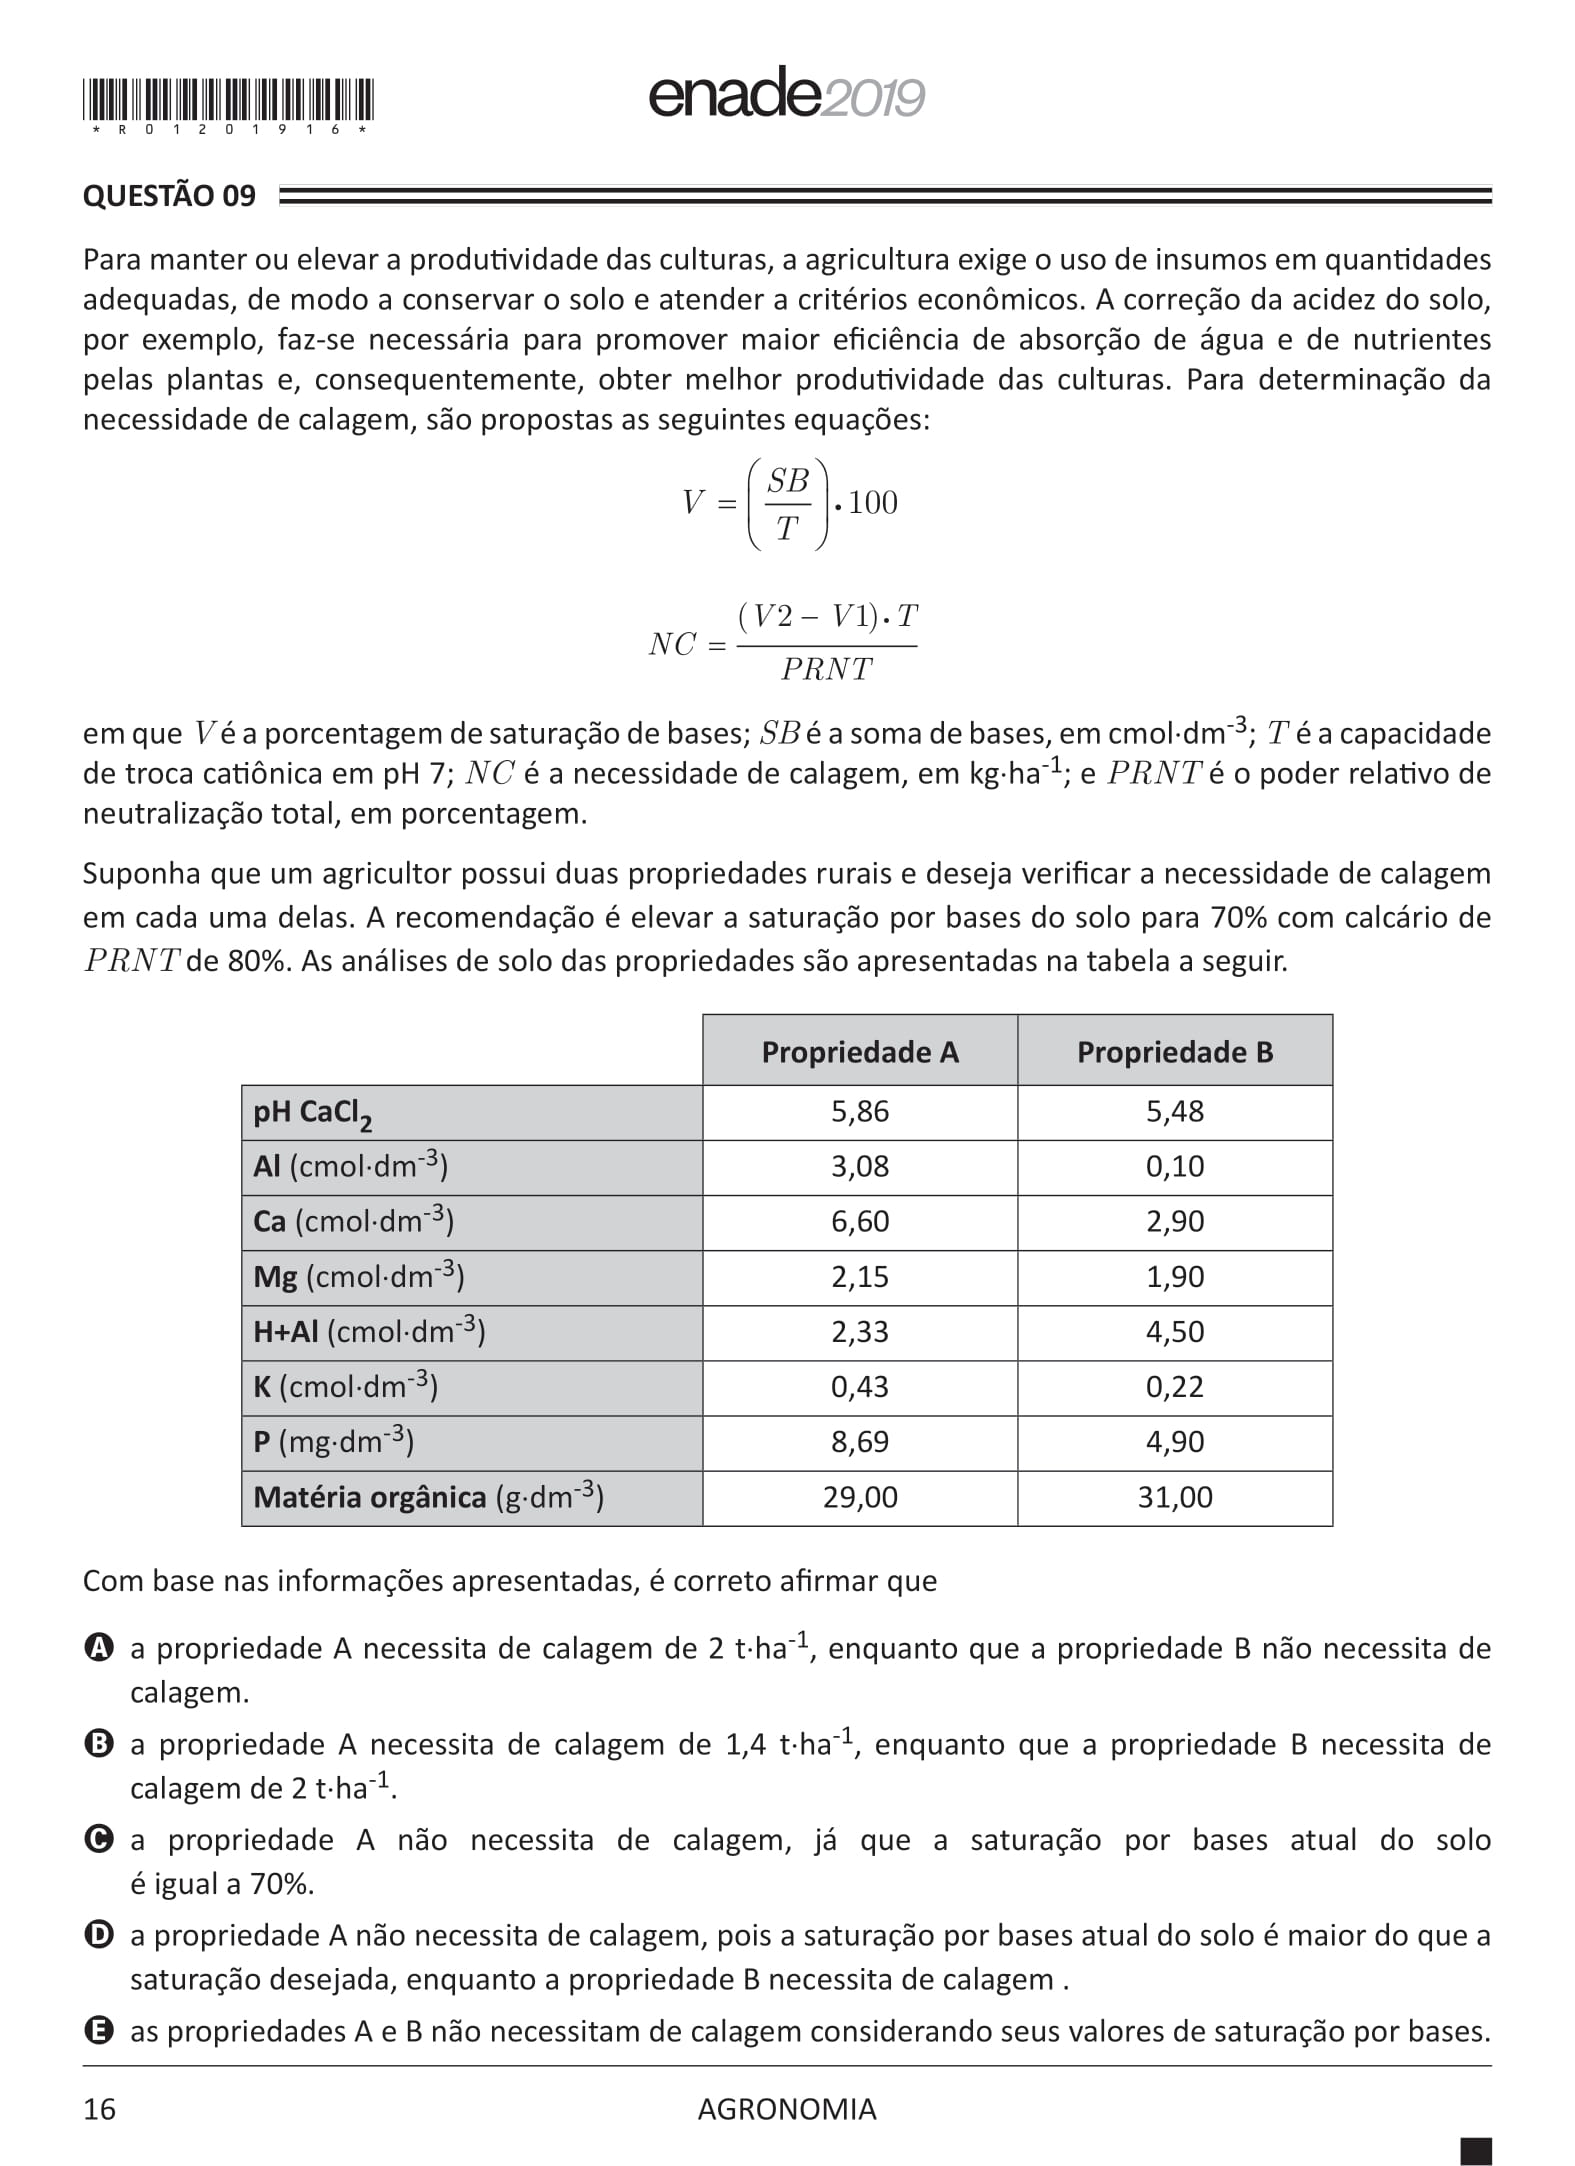 *R01201916*
enade2019
QUESTÃO 09
Para manter ou elevar a produtividade das culturas, a agricultura exige o uso de insumos em quantidades
adequadas, de modo a conservar o solo e atender a critérios econômicos. A correção da acidez do solo,
por exemplo, faz-se necessária para promover maior eficiência de absorção de água e de nutrientes
pelas plantas e, consequentemente, obter melhor produtividade das culturas. Para determinação da
necessidade de calagem, são propostas as seguintes equações:
V = (SB/T) · 100
NC = (V2 – V1) · T / PRNT
em que V é a porcentagem de saturação de bases; SB é a soma de bases, em cmol·dm⁻³; T é a capacidade
de troca catiônica em pH 7; NC é a necessidade de calagem, em kg·ha⁻¹; e PRNT é o poder relativo de
neutralização total, em porcentagem.
Suponha que um agricultor possui duas propriedades rurais e deseja verificar a necessidade de calagem
em cada uma delas. A recomendação é elevar a saturação por bases do solo para 70% com calcário de
PRNT de 80%. As análises de solo das propriedades são apresentadas na tabela a seguir.
Propriedade A Propriedade B
pH CaCl₂ 5,86 5,48
Al (cmol·dm⁻³) 3,08 0,10
Ca (cmol·dm⁻³) 6,60 2,90
Mg (cmol·dm⁻³) 2,15 1,90
H+Al (cmol·dm⁻³) 2,33 4,50
K (cmol·dm⁻³) 0,43 0,22
P (mg·dm⁻³) 8,69 4,90
Matéria orgânica (g·dm⁻³) 29,00 31,00
Com base nas informações apresentadas, é correto afirmar que
A a propriedade A necessita de calagem de 2 t·ha⁻¹, enquanto que a propriedade B não necessita de
calagem.
B a propriedade A necessita de calagem de 1,4 t·ha⁻¹, enquanto que a propriedade B necessita de
calagem de 2 t·ha⁻¹.
C a propriedade A não necessita de calagem, já que a saturação por bases atual do solo
é igual a 70%.
D a propriedade A não necessita de calagem, pois a saturação por bases atual do solo é maior do que a
saturação desejada, enquanto a propriedade B necessita de calagem .
E as propriedades A e B não necessitam de calagem considerando seus valores de saturação por bases.
16 AGRONOMIA